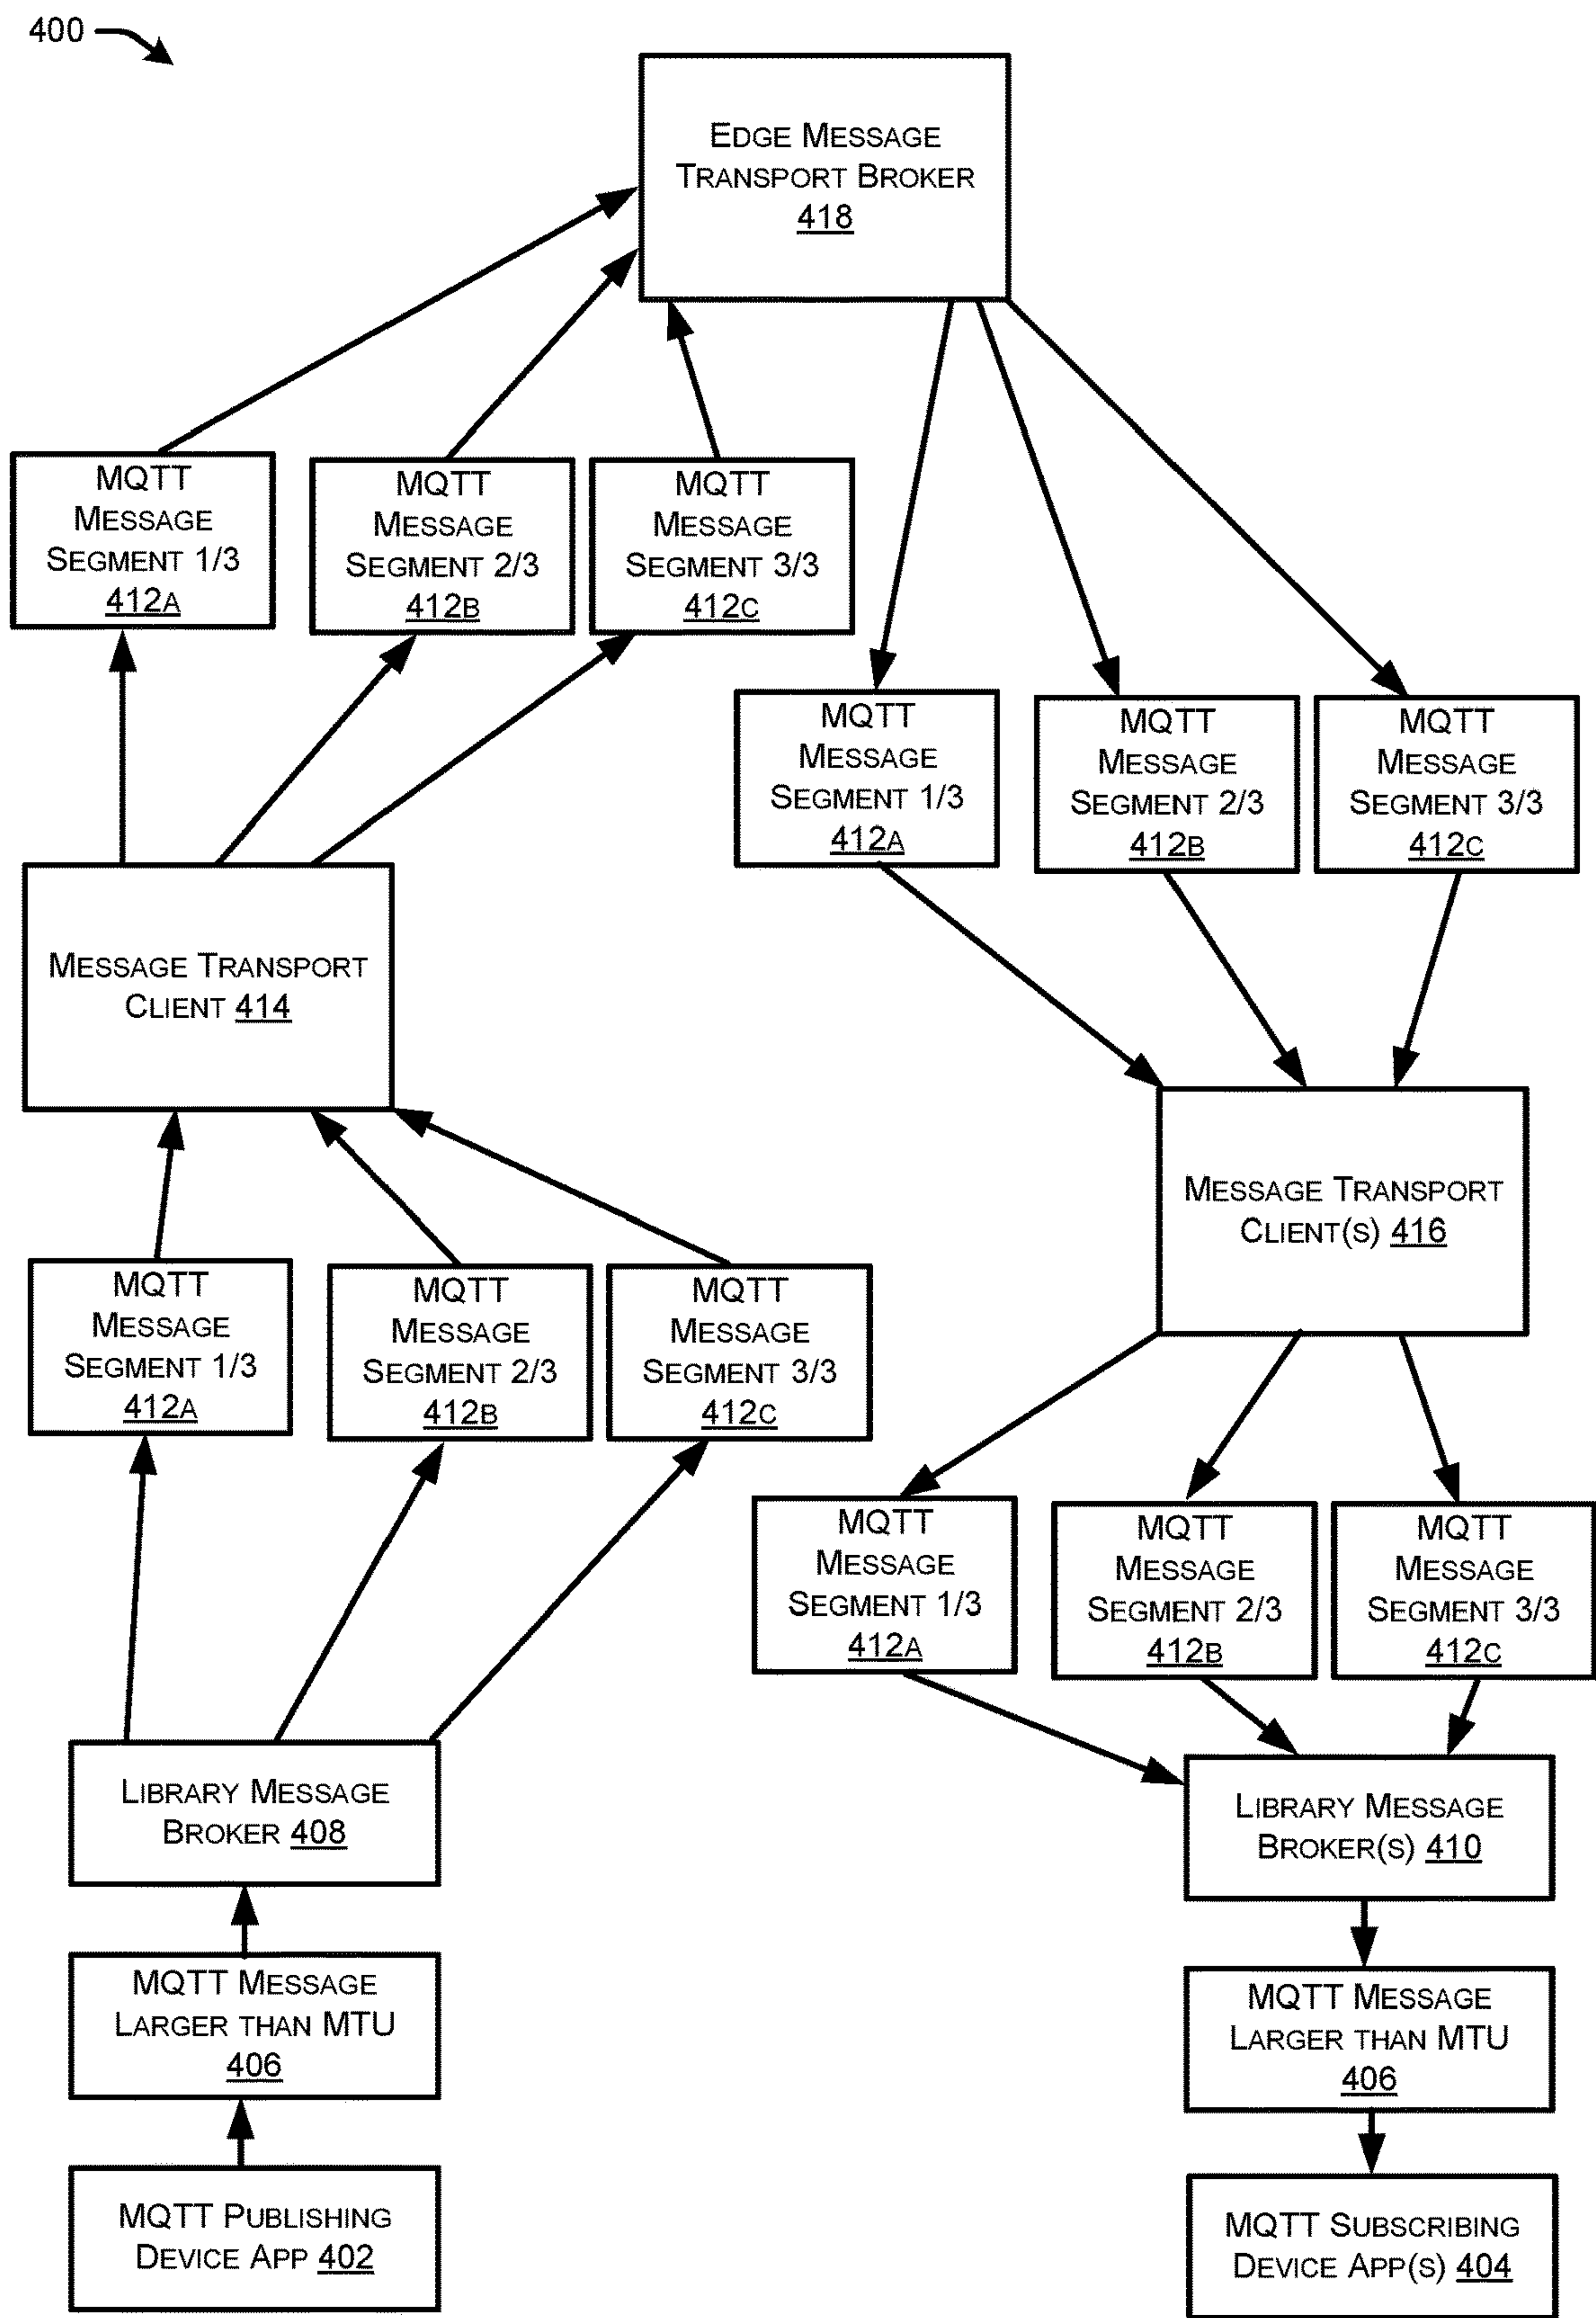 400
EDGE MESSAGE
TRANSPORT BROKER
418
MQTT
MESSAGE
SEGMENT 1/3
412A
MQTT
MESSAGE
SEGMENT 2/3
412B
MQTT
MESSAGE
SEGMENT 3/3
412C
MQTT
MESSAGE
SEGMENT 1/3
412A
MQTT
MESSAGE
SEGMENT 2/3
412B
MQTT
MESSAGE
SEGMENT 3/3
412C
MESSAGE TRANSPORT
CLIENT 414
MESSAGE TRANSPORT
CLIENT(S) 416
MQTT
MESSAGE
SEGMENT 1/3
412A
MQTT
MESSAGE
SEGMENT 2/3
412B
MQTT
MESSAGE
SEGMENT 3/3
412C
MQTT
MESSAGE
SEGMENT 1/3
412A
MQTT
MESSAGE
SEGMENT 2/3
412B
MQTT
MESSAGE
SEGMENT 3/3
412C
LIBRARY MESSAGE
BROKER 408
LIBRARY MESSAGE
BROKER(S) 410
MQTT MESSAGE
LARGER THAN MTU
406
MQTT MESSAGE
LARGER THAN MTU
406
MQTT PUBLISHING
DEVICE APP 402
MQTT SUBSCRIBING
DEVICE APP(S) 404